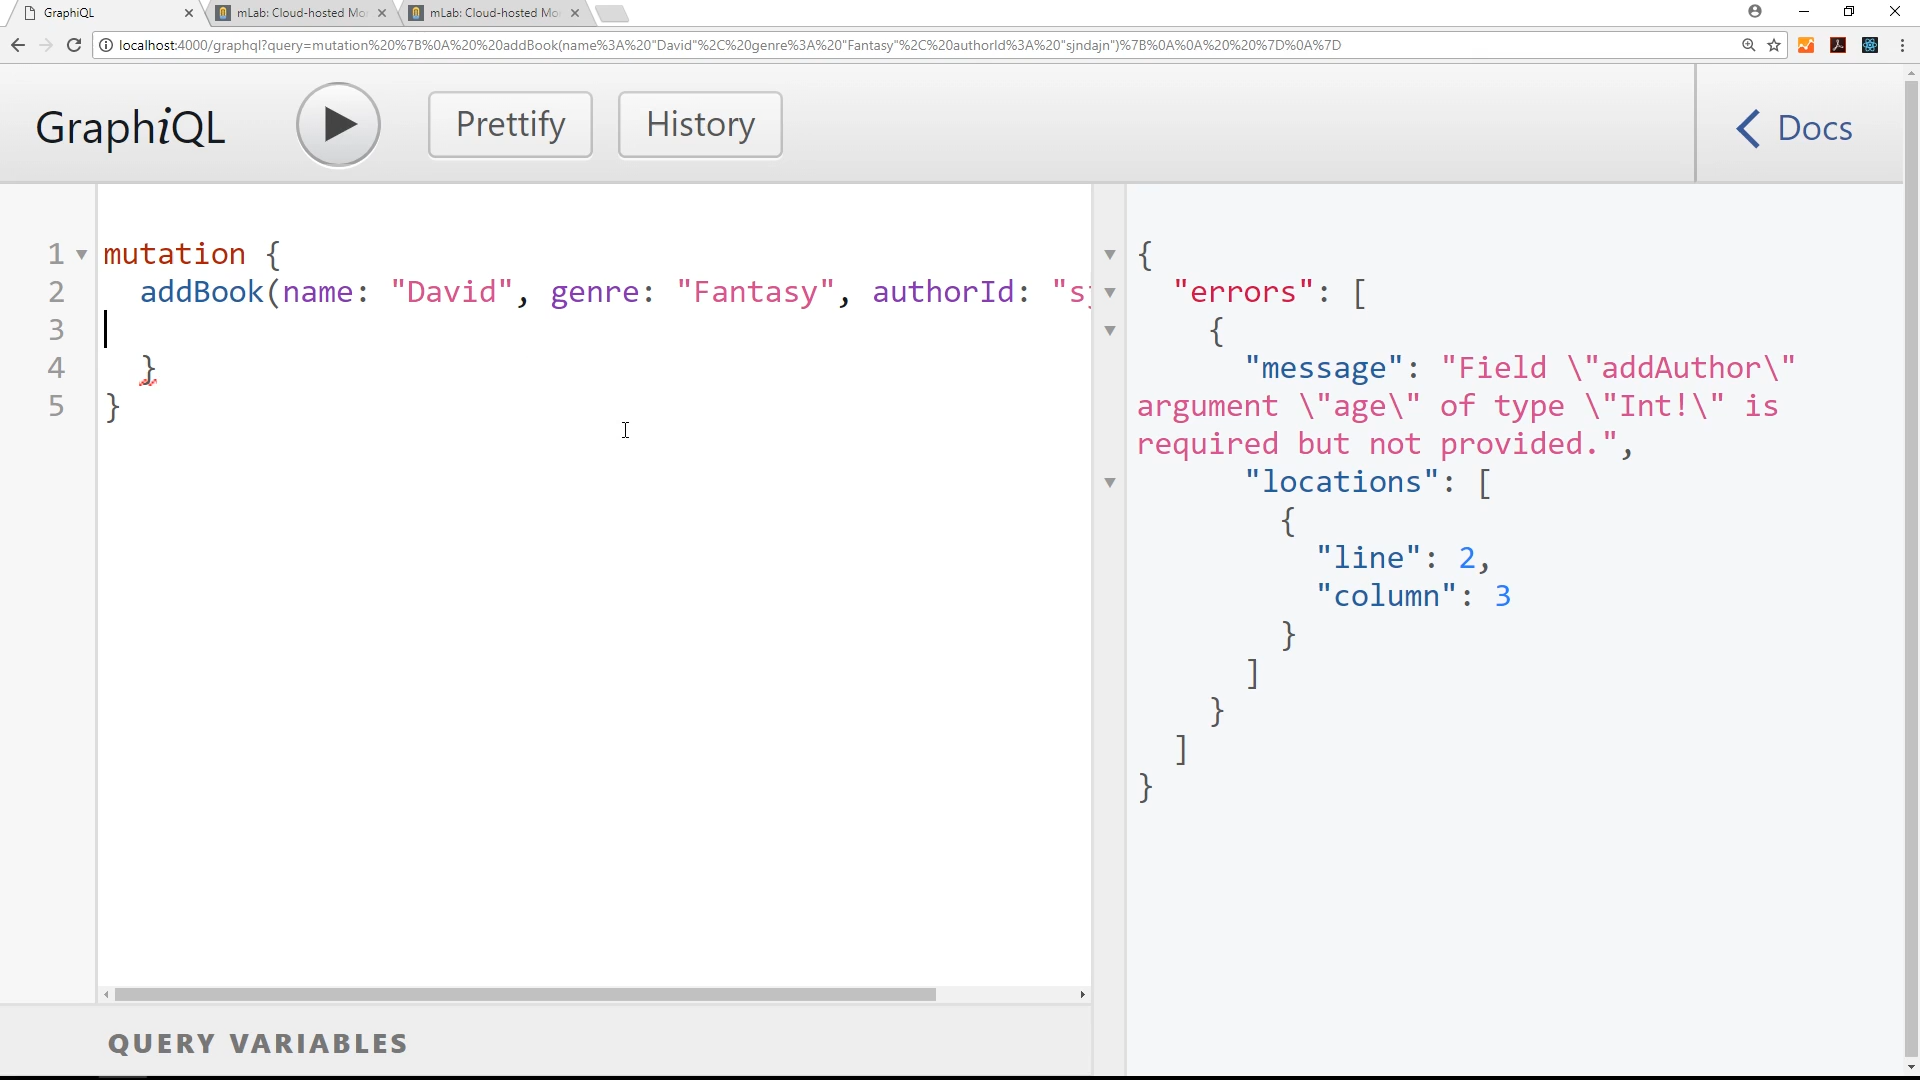 GraphiQL
mLab: Cloud-hosted Mo
mLab: Cloud-hosted Mo
localhost:4000/graphql?query=mutation%20%7B%0A%20%20addBook(name%3A%20"David"%2C%20genre%3A%20"Fantasy"%2C%20authorId%3A%20"sjndajn")%7B%0A%0A%20%20%7D%0A%7D
GraphiQL
Prettify
History
Docs
1 mutation {
2 addBook(name: "David", genre: "Fantasy", authorId: "sj
3
4 }
5 }
{
"errors": [
{
"message": "Field \"addAuthor\"
argument \"age\" of type \"Int!\" is
required but not provided.",
"locations": [
{
"line": 2,
"column": 3
}
]
}
]
}
QUERY VARIABLES